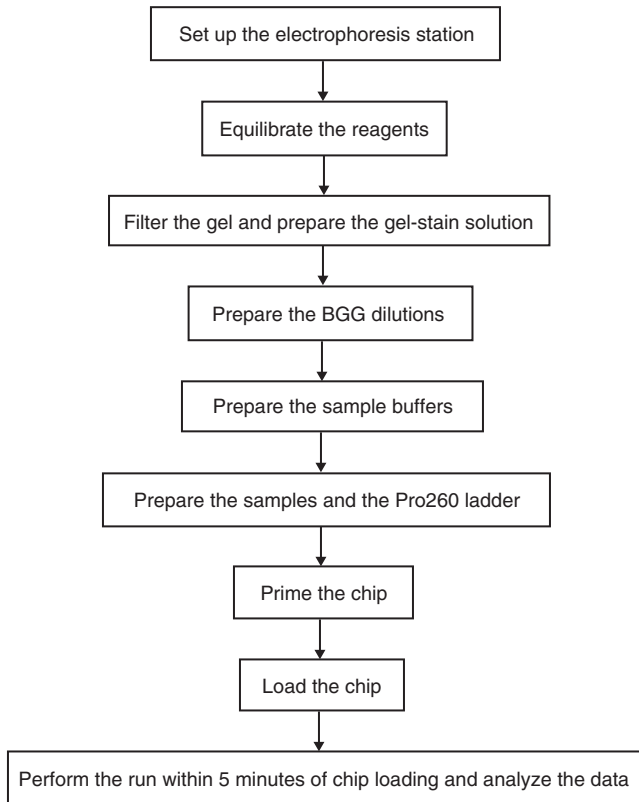 Set up the electrophoresis station
Equilibrate the reagents
Filter the gel and prepare the gel-stain solution
Prepare the BGG dilutions
Prepare the sample buffers
Prepare the samples and the Pro260 ladder
Prime the chip
Load the chip
Perform the run within 5 minutes of chip loading and analyze the data